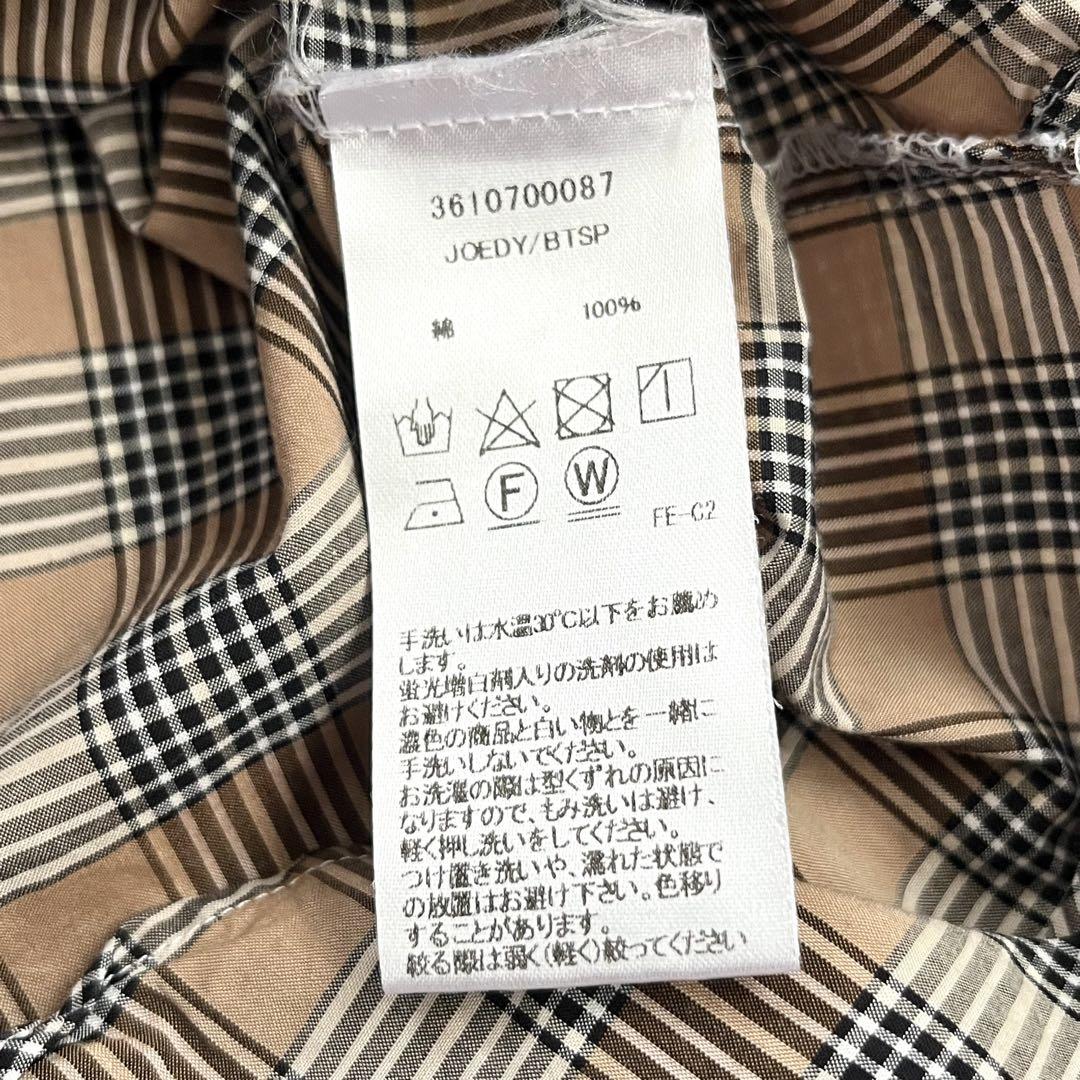 3610700087
JOEDY/BTSP
綿 100%
F W
FE-C2
手洗いは水温30℃以下をお薦め
します。
蛍光増白剤入りの洗剤の使用は
お避けください。
濃色の商品と白い物とを一緒に
手洗いしないでください。
お洗濯の際は型くずれの原因に
なりますので、もみ洗いは避け、
軽く押し洗いをしてください。
つけ置き洗いや、濡れた状態で
の放置はお避け下さい。色移り
することがあります。
絞る際は弱く(軽く)絞ってください